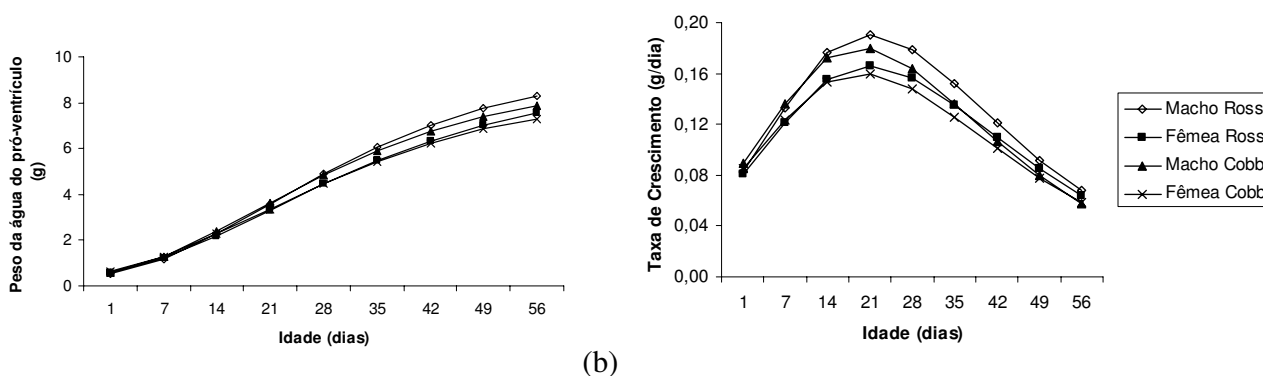 Peso da água do pró-ventrículo
(g)
10
8
6
4
2
0
1 7 14 21 28 35 42 49 56
Idade (dias)
(b)
Taxa de Crescimento (g/dia)
0,20
0,16
0,12
0,08
0,04
0,00
1 7 14 21 28 35 42 49 56
Idade (dias)
Macho Ross
Fêmea Ross
Macho Cobb
Fêmea Cobb